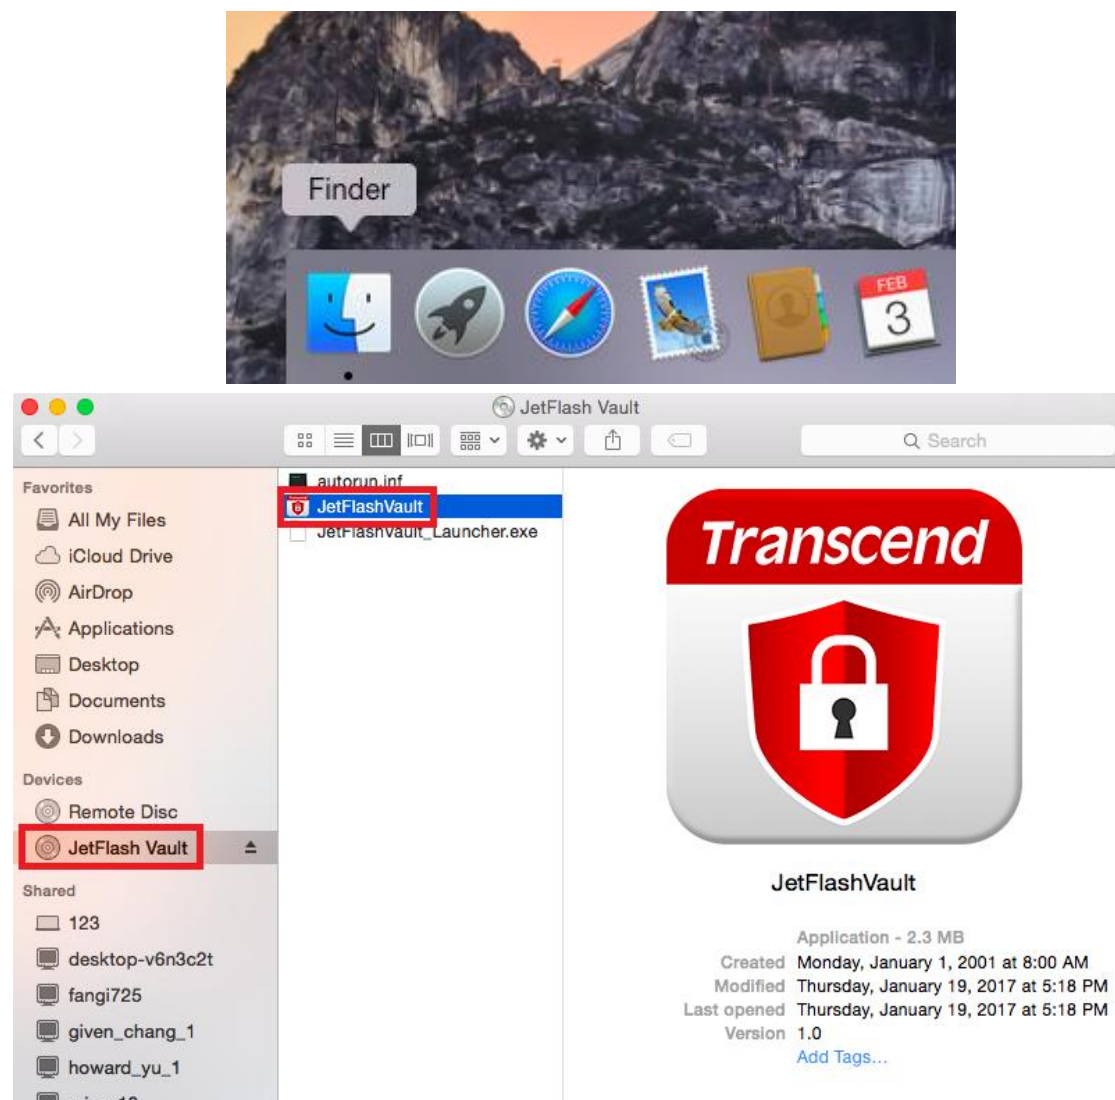 Finder
FEB
3
JetFlash Vault
Search
Favorites
All My Files
iCloud Drive
AirDrop
Applications
Desktop
Documents
Downloads
Devices
Remote Disc
JetFlash Vault
Shared
123
desktop-v6n3c2t
fangi725
given_chang_1
howard_yu_1
autorun.inf
JetFlashVault
JetFlashVault_Launcher.exe
Transcend
JetFlashVault
Application - 2.3 MB
Created Monday, January 1, 2001 at 8:00 AM
Modified Thursday, January 19, 2017 at 5:18 PM
Last opened Thursday, January 19, 2017 at 5:18 PM
Version 1.0
Add Tags...